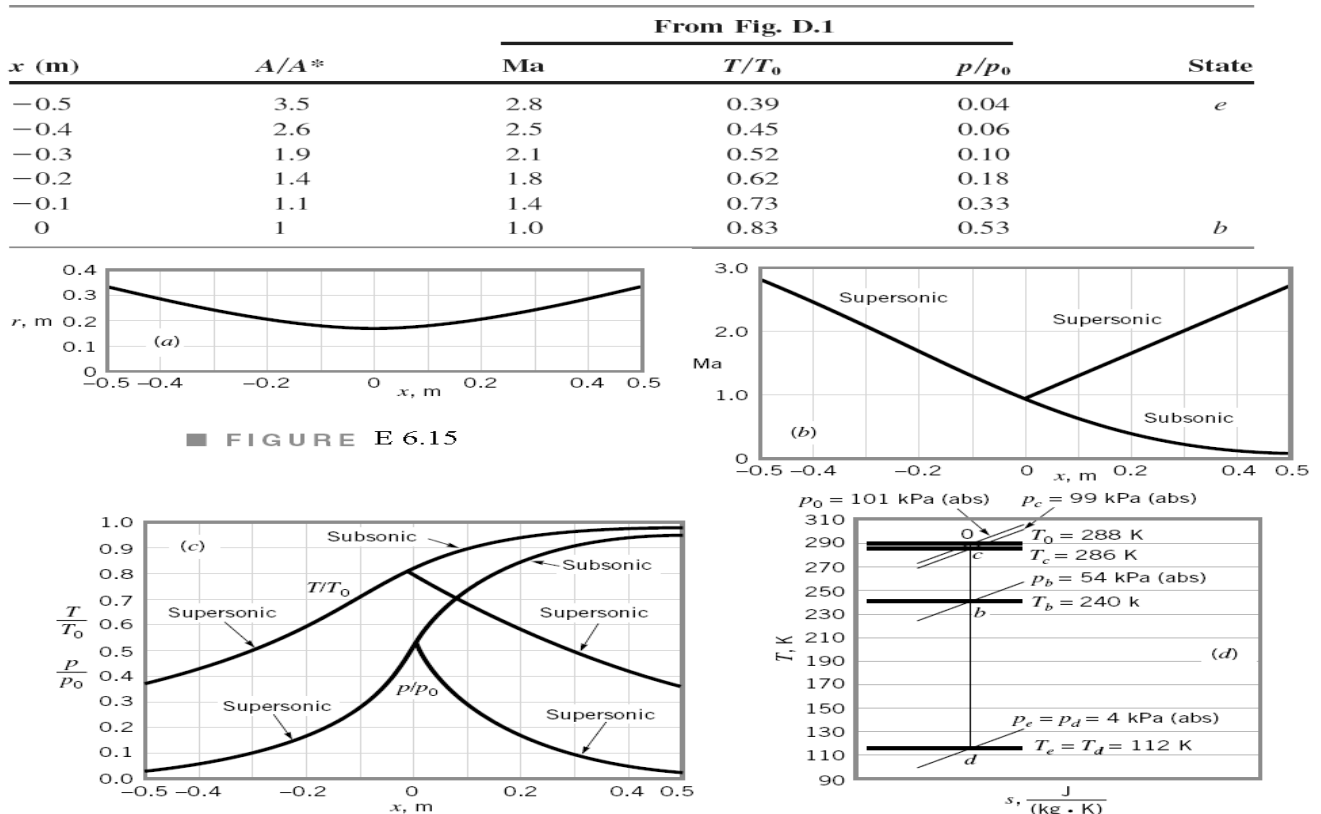 From Fig. D.1
x (m) A/A* Ma T/T₀ p/p₀ State
−0.5 3.5 2.8 0.39 0.04 e
−0.4 2.6 2.5 0.45 0.06
−0.3 1.9 2.1 0.52 0.10
−0.2 1.4 1.8 0.62 0.18
−0.1 1.1 1.4 0.73 0.33
0 1 1.0 0.83 0.53 b
0.4
0.3
r, m 0.2
0.1
0
(a)
−0.5 −0.4 −0.2 0 0.2 0.4 0.5
x, m
■ FIGURE E 6.15
3.0
Supersonic
Supersonic
2.0
Ma
1.0
Subsonic
(b)
0
−0.5 −0.4 −0.2 0 0.2 0.4 0.5
x, m
1.0
(c)
Subsonic
0.9
Subsonic
0.8
T/T₀
0.7
Supersonic
Supersonic
T/T₀
0.6
0.5
p/p₀
0.4
p/p₀
0.3
Supersonic
Supersonic
0.2
0.1
0.0
−0.5 −0.4 −0.2 0 0.2 0.4 0.5
x, m
p₀ = 101 kPa (abs) p_c = 99 kPa (abs)
310
290
270
250
230
210
190
170
150
130
110
90
T, K
0
T₀ = 288 K
c
T_c = 286 K
p_b = 54 kPa (abs)
T_b = 240 k
b
(d)
p_e = p_d = 4 kPa (abs)
T_e = T_d = 112 K
d
s, J/(kg • K)